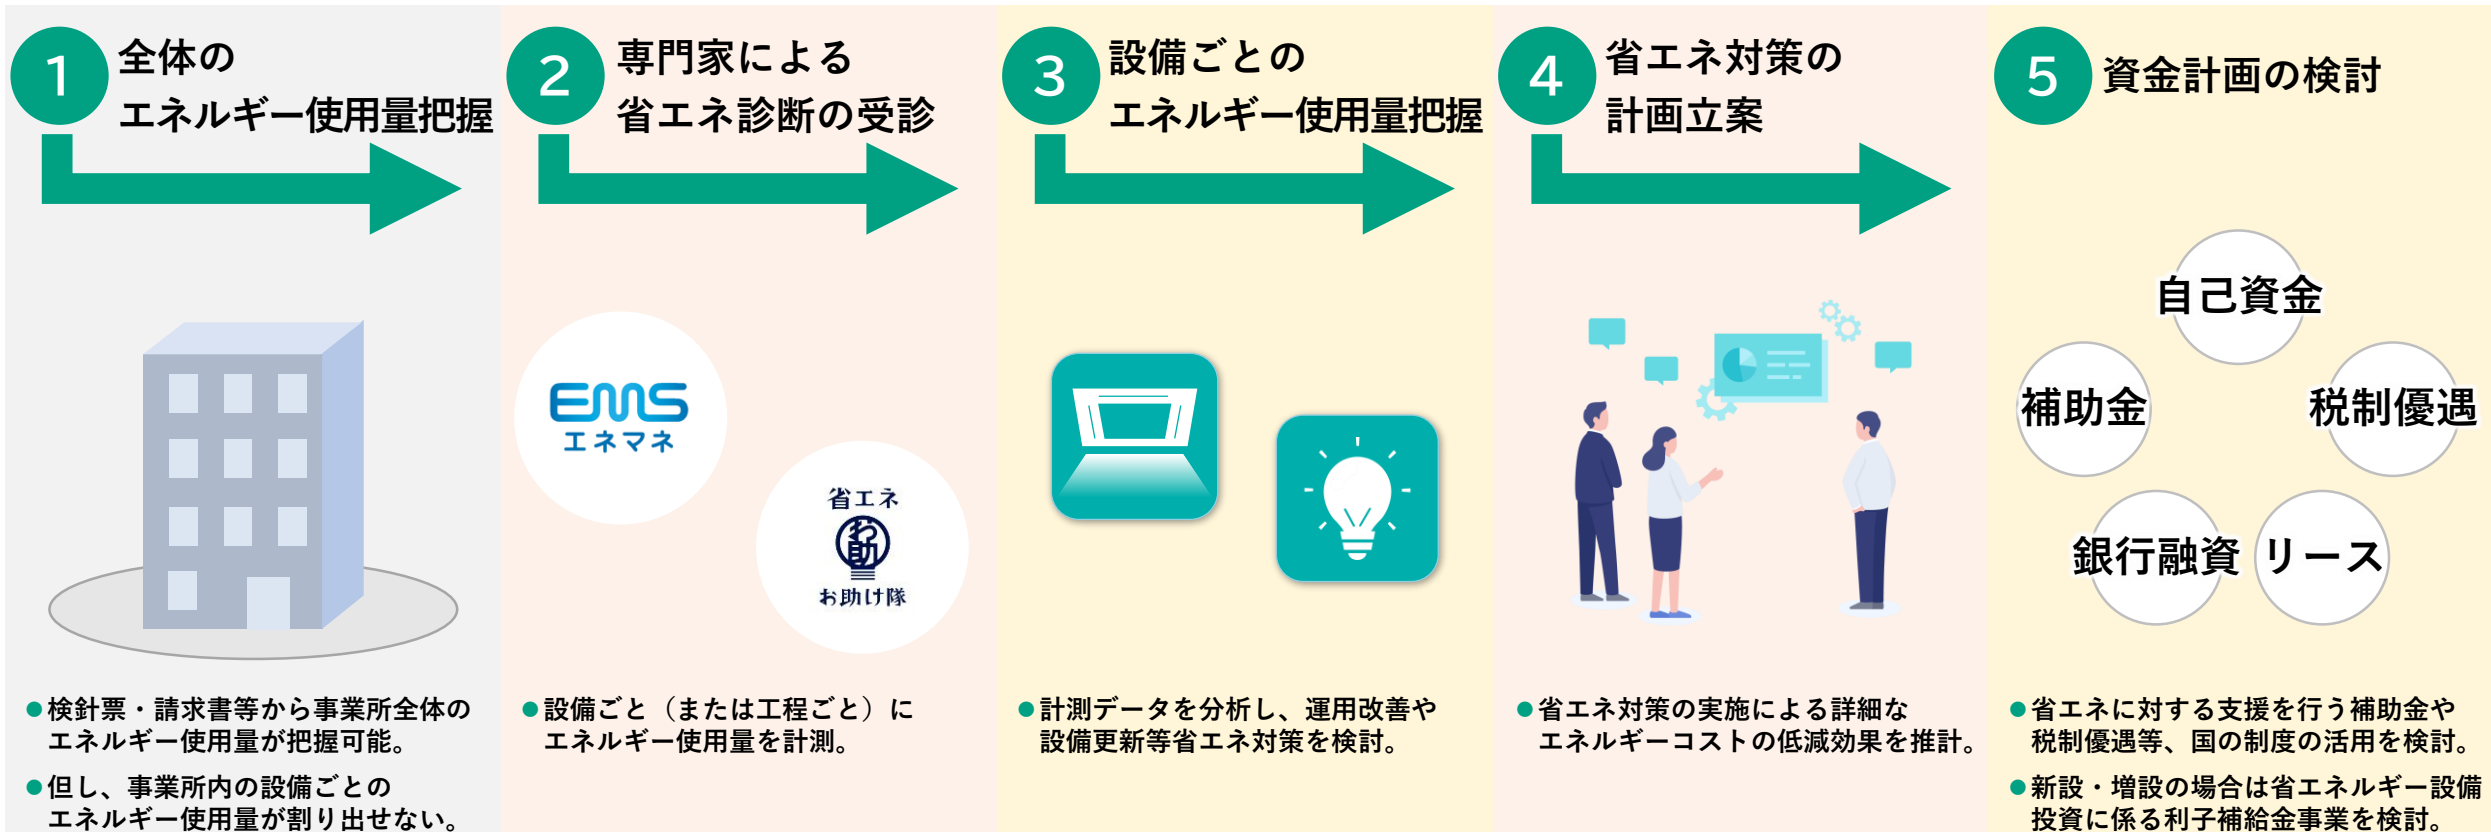 1
全体の
エネルギー使用量把握
検針票・請求書等から事業所全体の
エネルギー使用量が把握可能。
但し、事業所内の設備ごとの
エネルギー使用量が割り出せない。
2
専門家による
省エネ診断の受診
EMS
エネマネ
省エネ
お助
お助け隊
設備ごと（または工程ごと）に
エネルギー使用量を計測。
3
設備ごとの
エネルギー使用量把握
計測データを分析し、運用改善や
設備更新等省エネ対策を検討。
4
省エネ対策の
計画立案
省エネ対策の実施による詳細な
エネルギーコストの低減効果を推計。
5
資金計画の検討
自己資金
補助金
税制優遇
銀行融資
リース
省エネに対する支援を行う補助金や
税制優遇等、国の制度の活用を検討。
新設・増設の場合は省エネルギー設備
投資に係る利子補給金事業を検討。